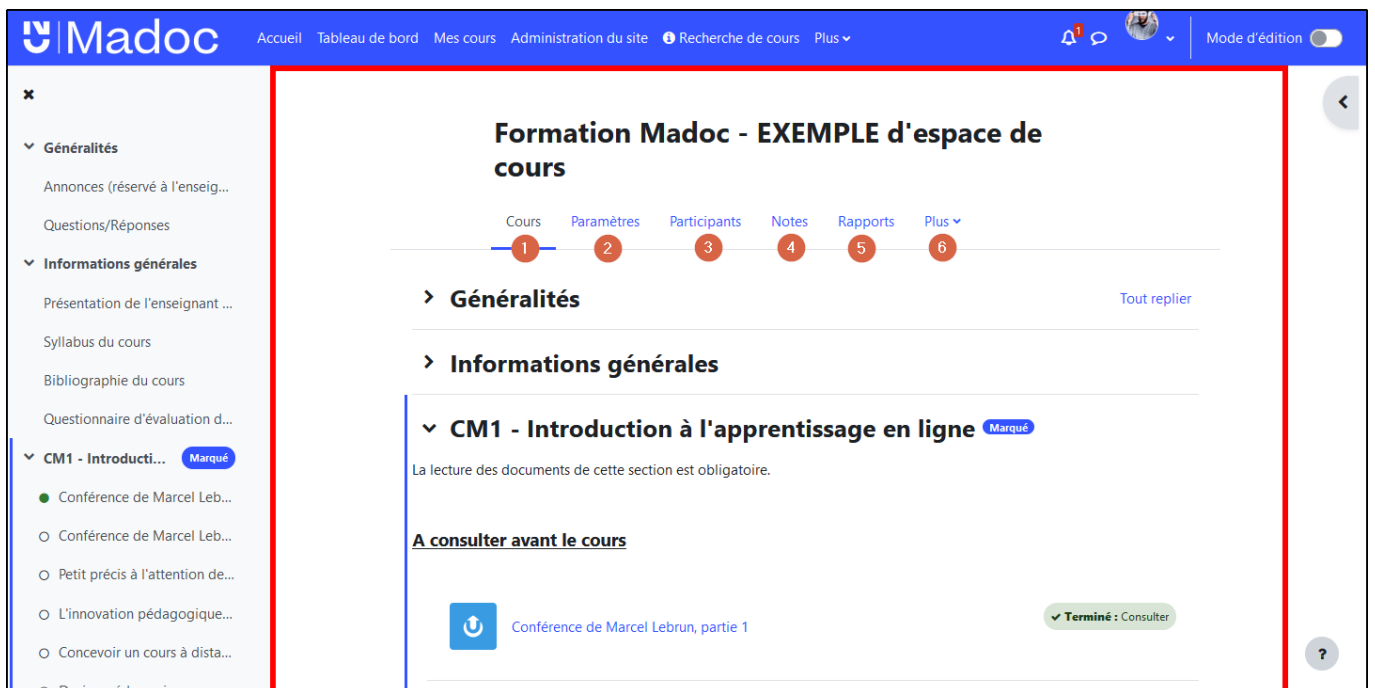 Madoc
Accueil Tableau de bord Mes cours Administration du site Recherche de cours Plus
1
Mode d'édition
Généralités
Annonces (réservé à l'enseig...
Questions/Réponses
Informations générales
Présentation de l'enseignant ...
Syllabus du cours
Bibliographie du cours
Questionnaire d'évaluation d...
CM1 - Introducti... Marqué
Conférence de Marcel Leb...
Conférence de Marcel Leb...
Petit précis à l'attention de...
L'innovation pédagogique...
Concevoir un cours à dista...
Formation Madoc - EXEMPLE d'espace de
cours
Cours Paramètres Participants Notes Rapports Plus
1 2 3 4 5 6
Généralités Tout replier
Informations générales
CM1 - Introduction à l'apprentissage en ligne Marqué
La lecture des documents de cette section est obligatoire.
A consulter avant le cours
Conférence de Marcel Lebrun, partie 1
Terminé : Consulter
?